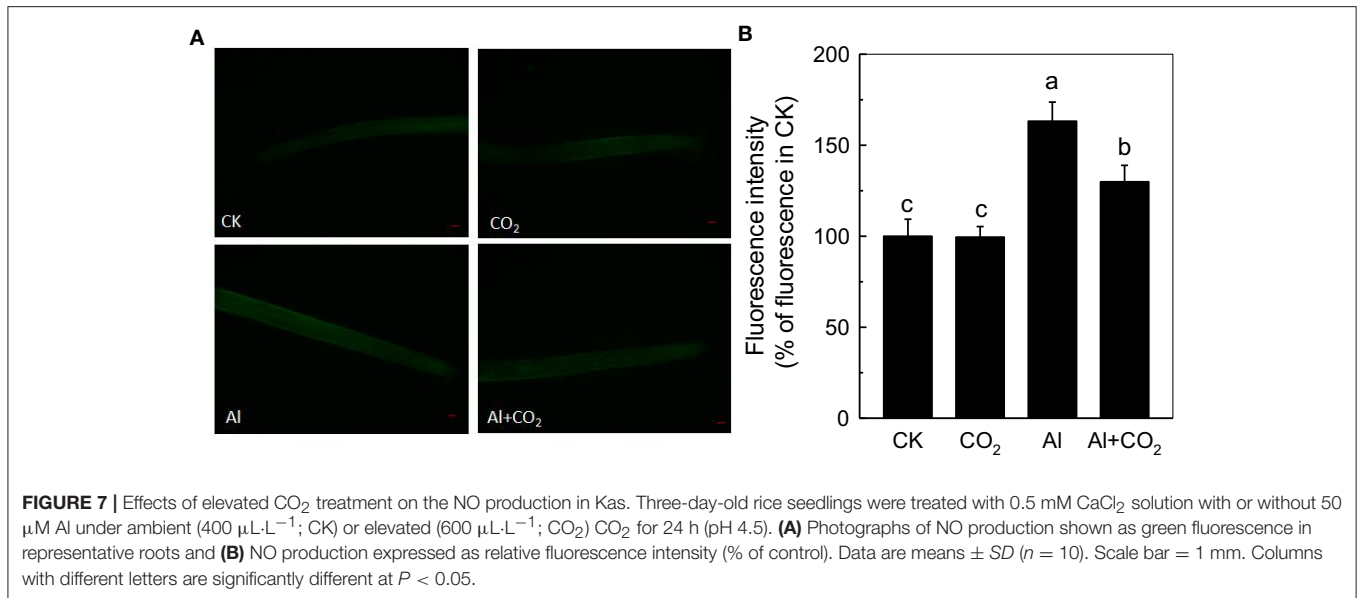 A
CK
CO₂
Al
Al+CO₂
B
Fluorescence intensity
(% of fluorescence in CK)
200
150
100
50
0
c
c
a
b
CK
CO₂
Al
Al+CO₂
FIGURE 7 | Effects of elevated CO₂ treatment on the NO production in Kas. Three-day-old rice seedlings were treated with 0.5 mM CaCl₂ solution with or without 50
μM Al under ambient (400 μL·L⁻¹; CK) or elevated (600 μL·L⁻¹; CO₂) CO₂ for 24 h (pH 4.5). (A) Photographs of NO production shown as green fluorescence in
representative roots and (B) NO production expressed as relative fluorescence intensity (% of control). Data are means ± SD (n = 10). Scale bar = 1 mm. Columns
with different letters are significantly different at P < 0.05.